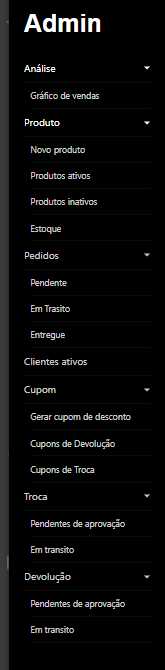 Admin
Análise
Gráfico de vendas
Produto
Novo produto
Produtos ativos
Produtos inativos
Estoque
Pedidos
Pendente
Em Trasito
Entregue
Clientes ativos
Cupom
Gerar cupom de desconto
Cupons de Devolução
Cupons de Troca
Troca
Pendentes de aprovação
Em transito
Devolução
Pendentes de aprovação
Em transito